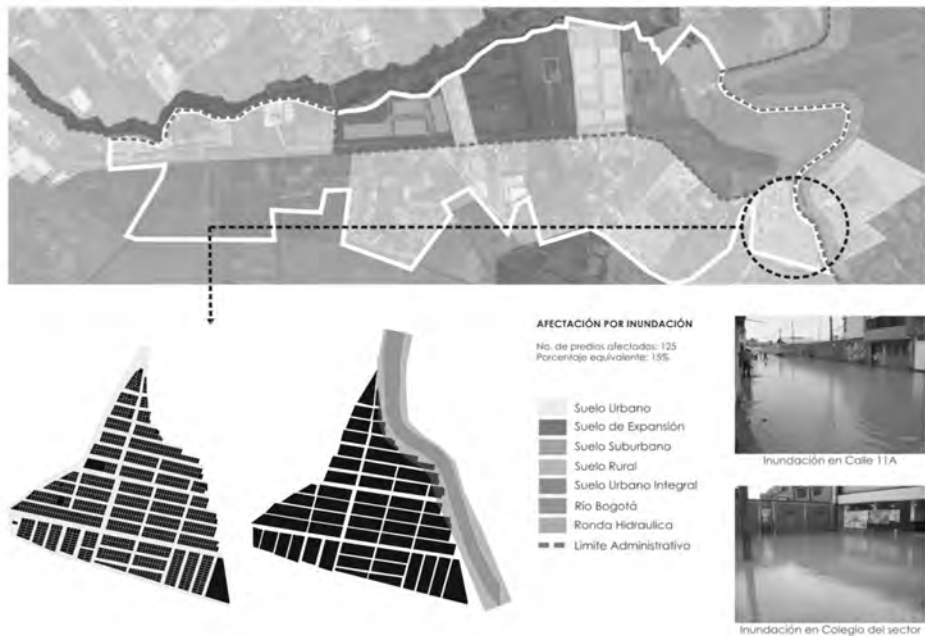 AFECTACIÓN POR INUNDACIÓN
No. de predios afectados: 125
Porcentaje equivalente: 15%
Suelo Urbano
Suelo de Expansión
Suelo Suburbano
Suelo Rural
Suelo Urbano Integral
Río Bogotá
Ronda Hidraulica
Limite Administrativo
Inundación en Calle 11A
Inundación en Colegio del sector